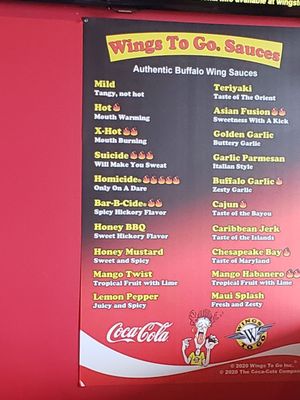 Wings To Go. Sauces
Authentic Buffalo Wing Sauces
Mild
Tangy, not hot
Hot
Mouth Warming
X-Hot
Mouth Burning
Suicide
Will Make You Sweat
Homicide
Only On A Dare
Bar-B-Cide
Spicy Hickory Flavor
Honey BBQ
Sweet Hickory Flavor
Honey Mustard
Sweet and Spicy
Mango Twist
Tropical Fruit with Lime
Lemon Pepper
Juicy and Spicy
Teriyaki
Taste of The Orient
Asian Fusion
Sweetness With A Kick
Golden Garlic
Buttery Garlic
Garlic Parmesan
Italian Style
Buffalo Garlic
Zesty Garlic
Cajun
Taste of the Bayou
Caribbean Jerk
Taste of the Islands
Chesapeake Bay
Taste of Maryland
Mango Habanero
Tropical Fruit with Lime
Maui Splash
Fresh and Zesty
Coca-Cola
WINGS
TO GO
© 2020 Wings To Go Inc.
© 2020 The Coca-Cola Compan